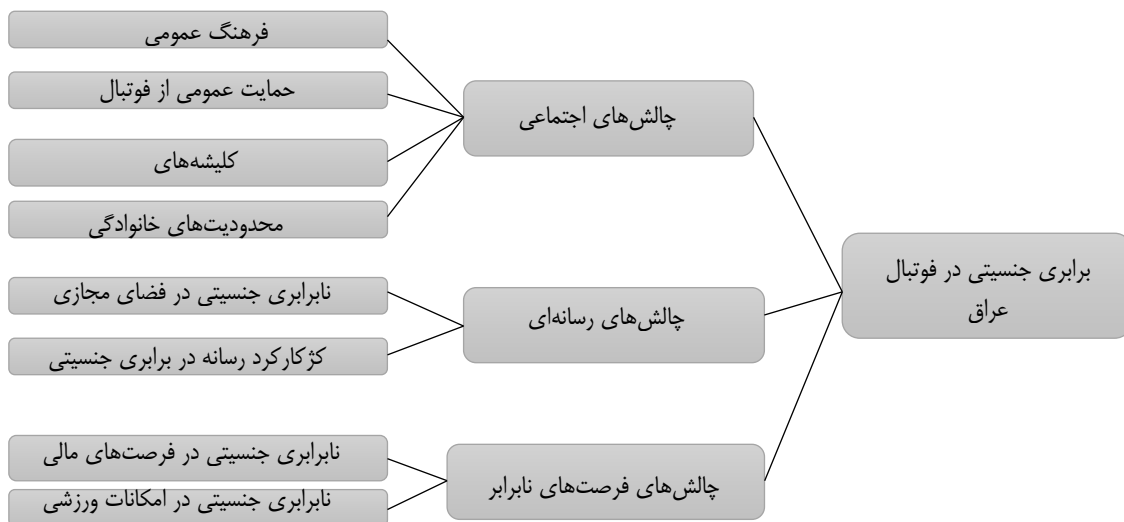 برابری جنسیتی در فوتبال
عراق
چالش‌های اجتماعی
فرهنگ عمومی
حمایت عمومی از فوتبال
کلیشه‌های
محدودیت‌های خانوادگی
چالش‌های رسانه‌ای
نابرابری جنسیتی در فضای مجازی
کژکارکرد رسانه در برابری جنسیتی
چالش‌های فرصت‌های نابرابر
نابرابری جنسیتی در فرصت‌های مالی
نابرابری جنسیتی در امکانات ورزشی